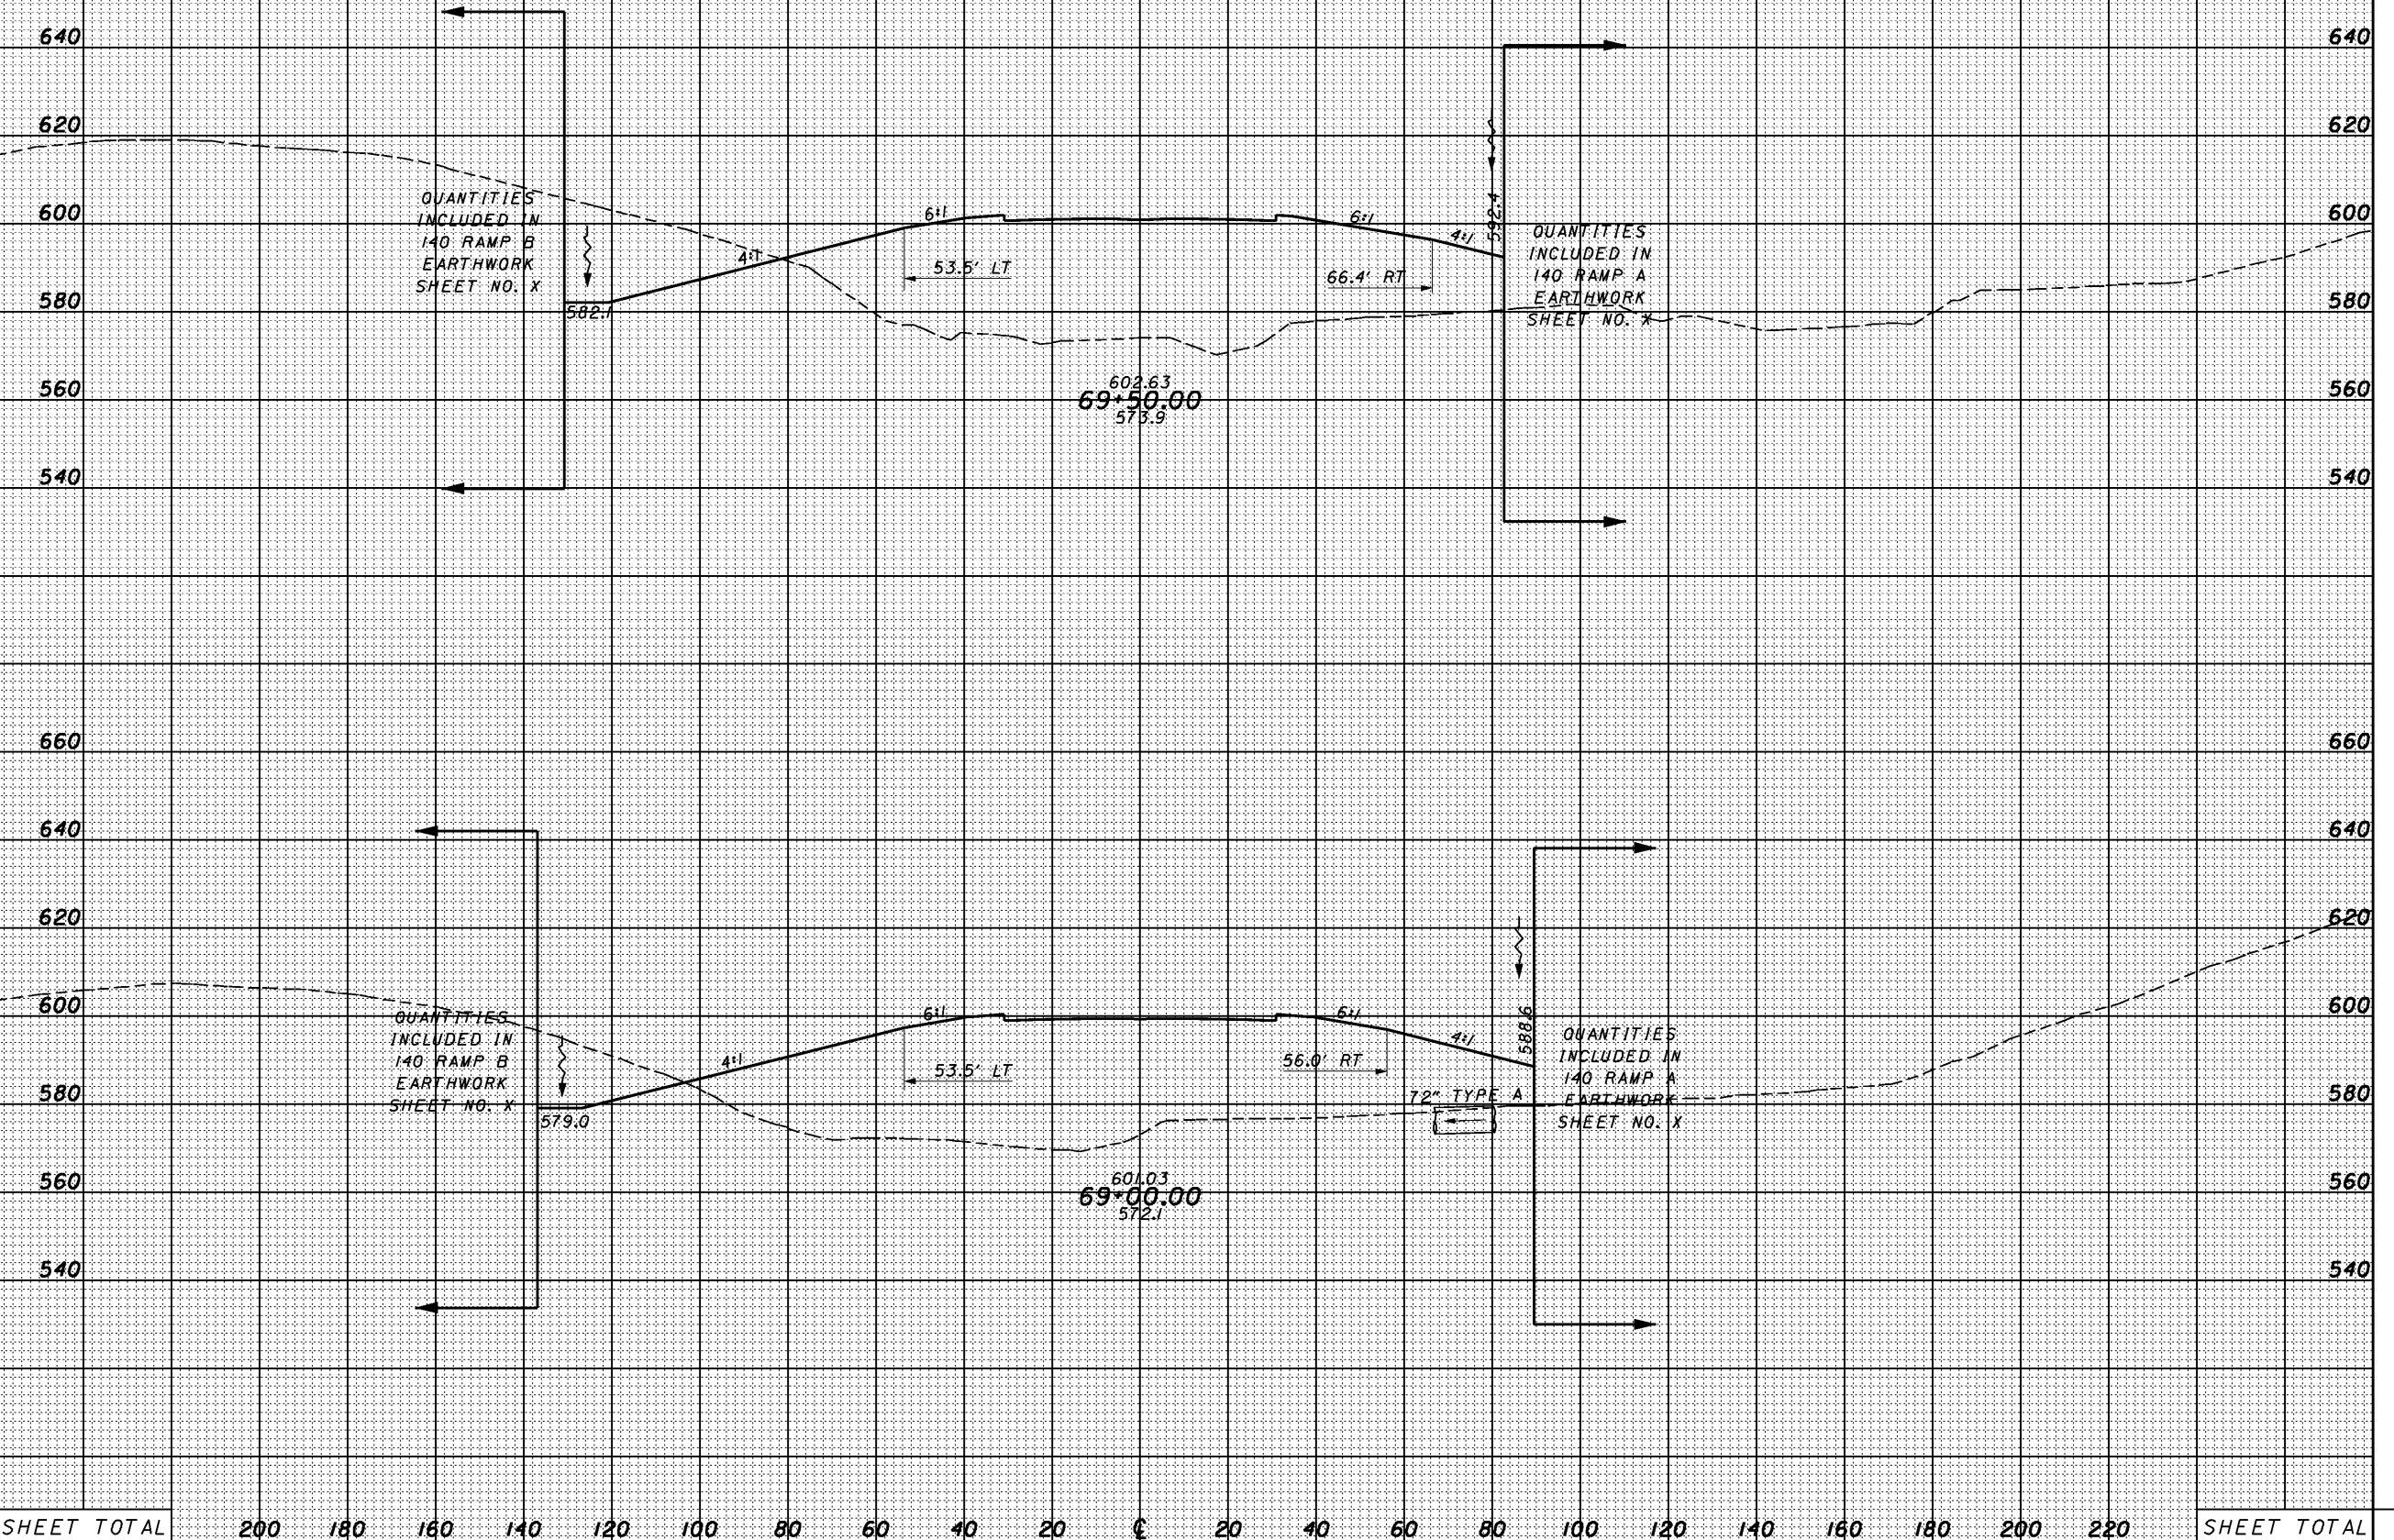 640
640
620
620
QUANTITIES
INCLUDED IN
140 RAMP B
EARTHWORK
SHEET NO. X
600
600
6:1
6:1
4:1
4:1
592.4
QUANTITIES
INCLUDED IN
140 RAMP A
EARTHWORK
SHEET NO. X
53.5' LT
66.4' RT
580
580
582.1
560
560
602.63
69+50.00
573.9
540
540
660
660
640
640
620
620
600
600
QUANTITIES
INCLUDED IN
140 RAMP B
EARTHWORK
SHEET NO. X
6:1
6:1
4:1
4:1
588.6
QUANTITIES
INCLUDED IN
140 RAMP A
EARTHWORK
SHEET NO. X
53.5' LT
56.0' RT
580
580
72" TYPE A
579.0
560
560
601.03
69+00.00
572.1
540
540
SHEET TOTAL 200 180 160 140 120 100 80 60 40 20 ℄ 20 40 60 80 100 120 140 160 180 200 220 SHEET TOTAL